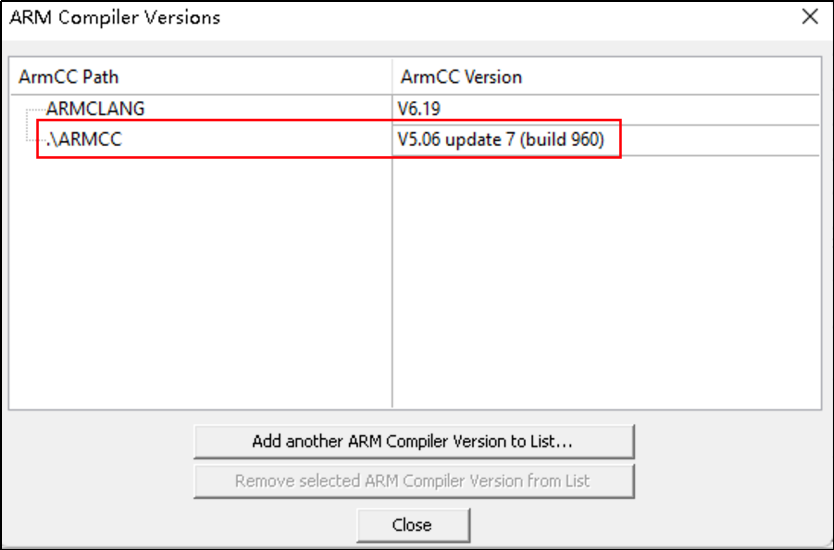 ARM Compiler Versions
ArmCC Path ArmCC Version
ARMCLANG V6.19
.\ARMCC V5.06 update 7 (build 960)
Add another ARM Compiler Version to List...
Remove selected ARM Compiler Version from List
Close